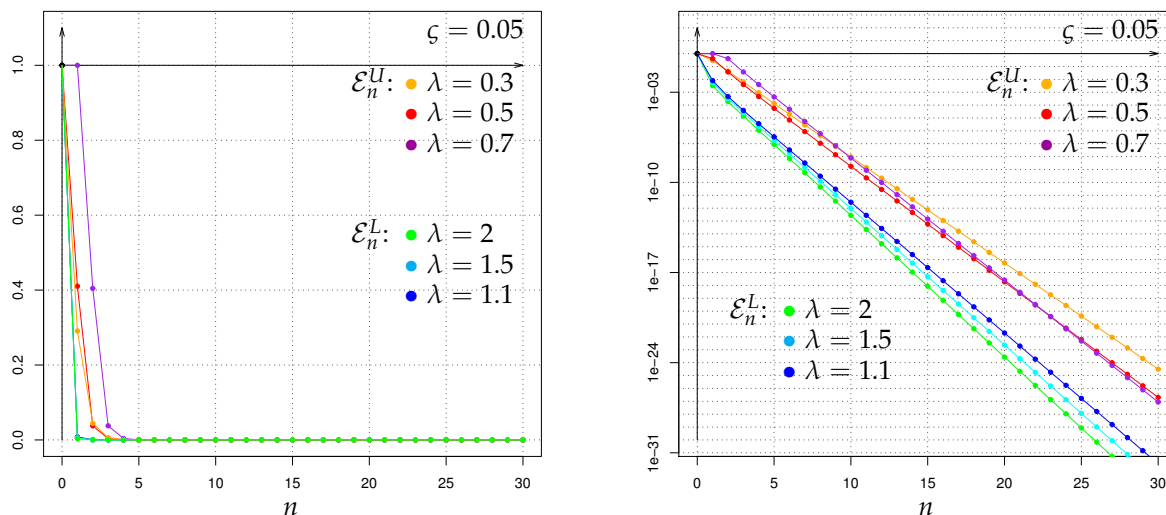 ς = 0.05
1.0
0.8
0.6
0.4
0.2
0.0
ℰₙᵁ: λ = 0.3
λ = 0.5
λ = 0.7
ℰₙᴸ: λ = 2
λ = 1.5
λ = 1.1
0 5 10 15 20 25 30
n
ς = 0.05
1e−03
1e−10
1e−17
1e−24
1e−31
ℰₙᵁ: λ = 0.3
λ = 0.5
λ = 0.7
ℰₙᴸ: λ = 2
λ = 1.5
λ = 1.1
0 5 10 15 20 25 30
n